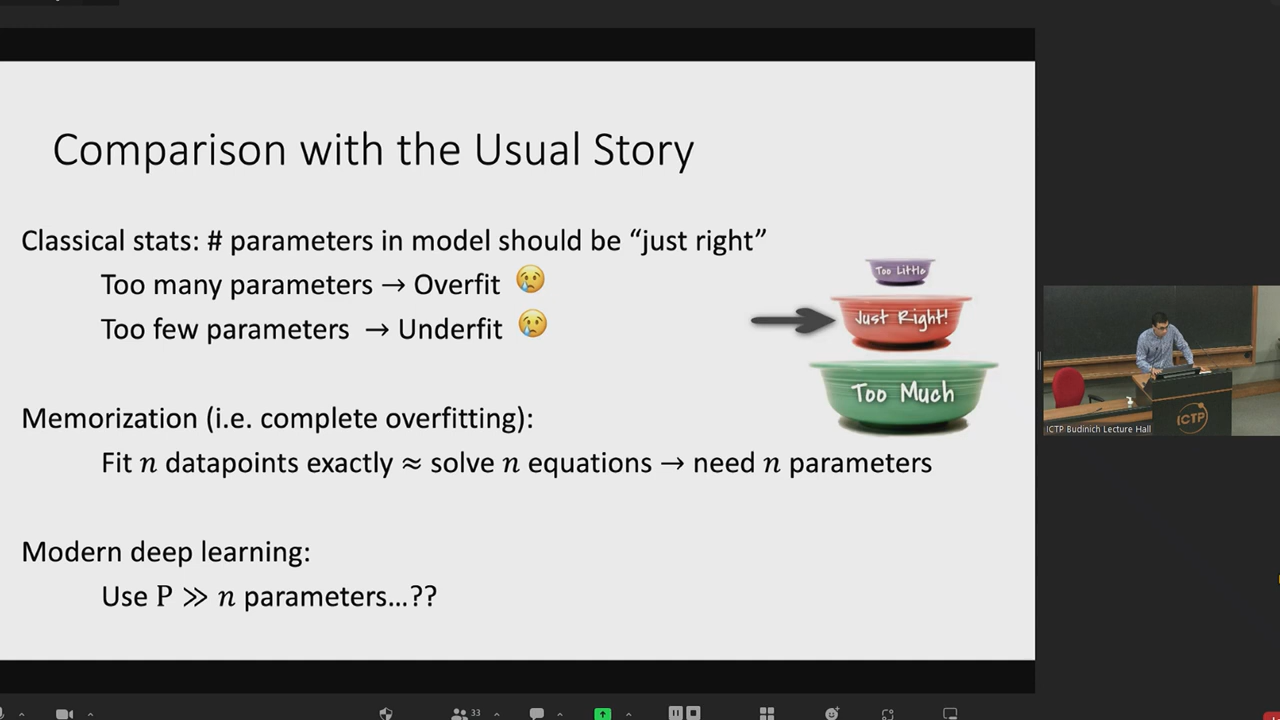 Comparison with the Usual Story
Classical stats: # parameters in model should be “just right”
Too many parameters → Overfit 😢
Too few parameters → Underfit 😢
Too Little
Just Right!
Too Much
Memorization (i.e. complete overfitting):
Fit n datapoints exactly ≈ solve n equations → need n parameters
Modern deep learning:
Use P ≫ n parameters...??
ICTP
ICTP Budinich Lecture Hall
33